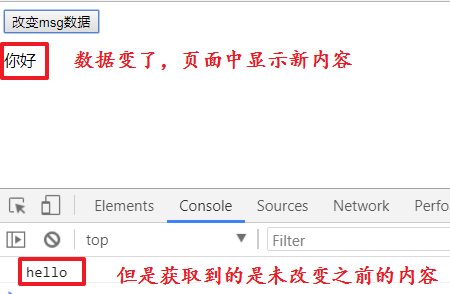 改变msg数据
你好
数据变了，页面中显示新内容
Elements Console Sources Network Perfo
top Filter
hello
但是获取到的是未改变之前的内容